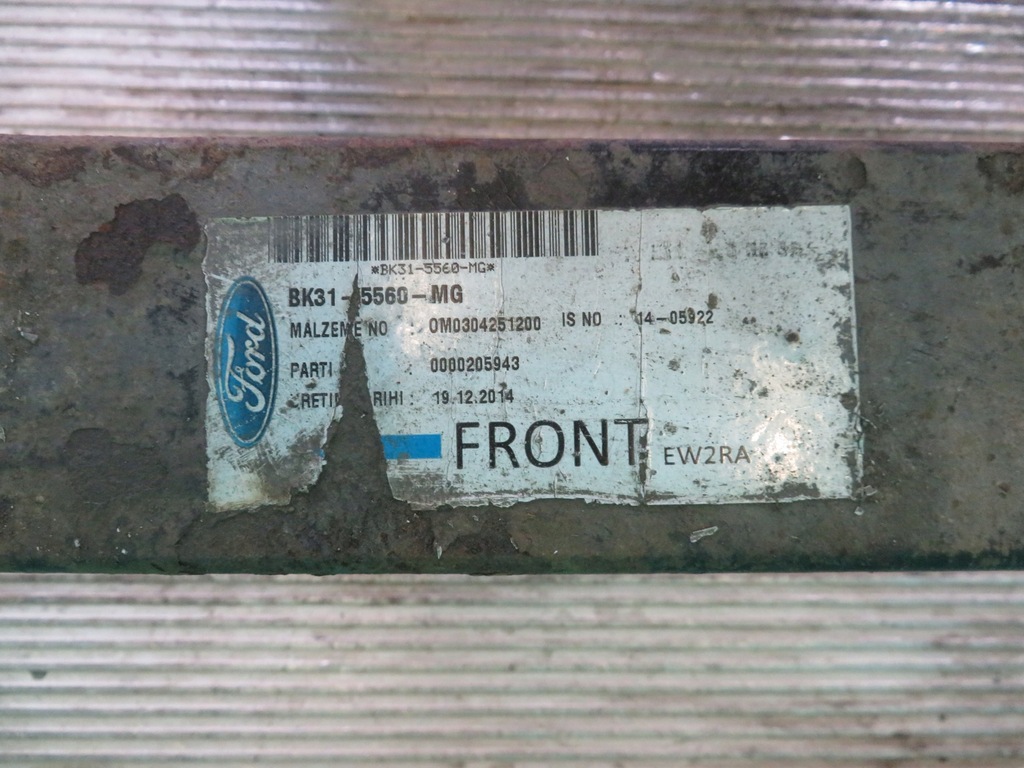 *BK31-5560-MG*
BK31-5560-MG
MALZEME NO : 0M0304251200 IS NO : 14-05922
PARTI : 0000205943
19.12.2014
Ford
FRONT EW2RA